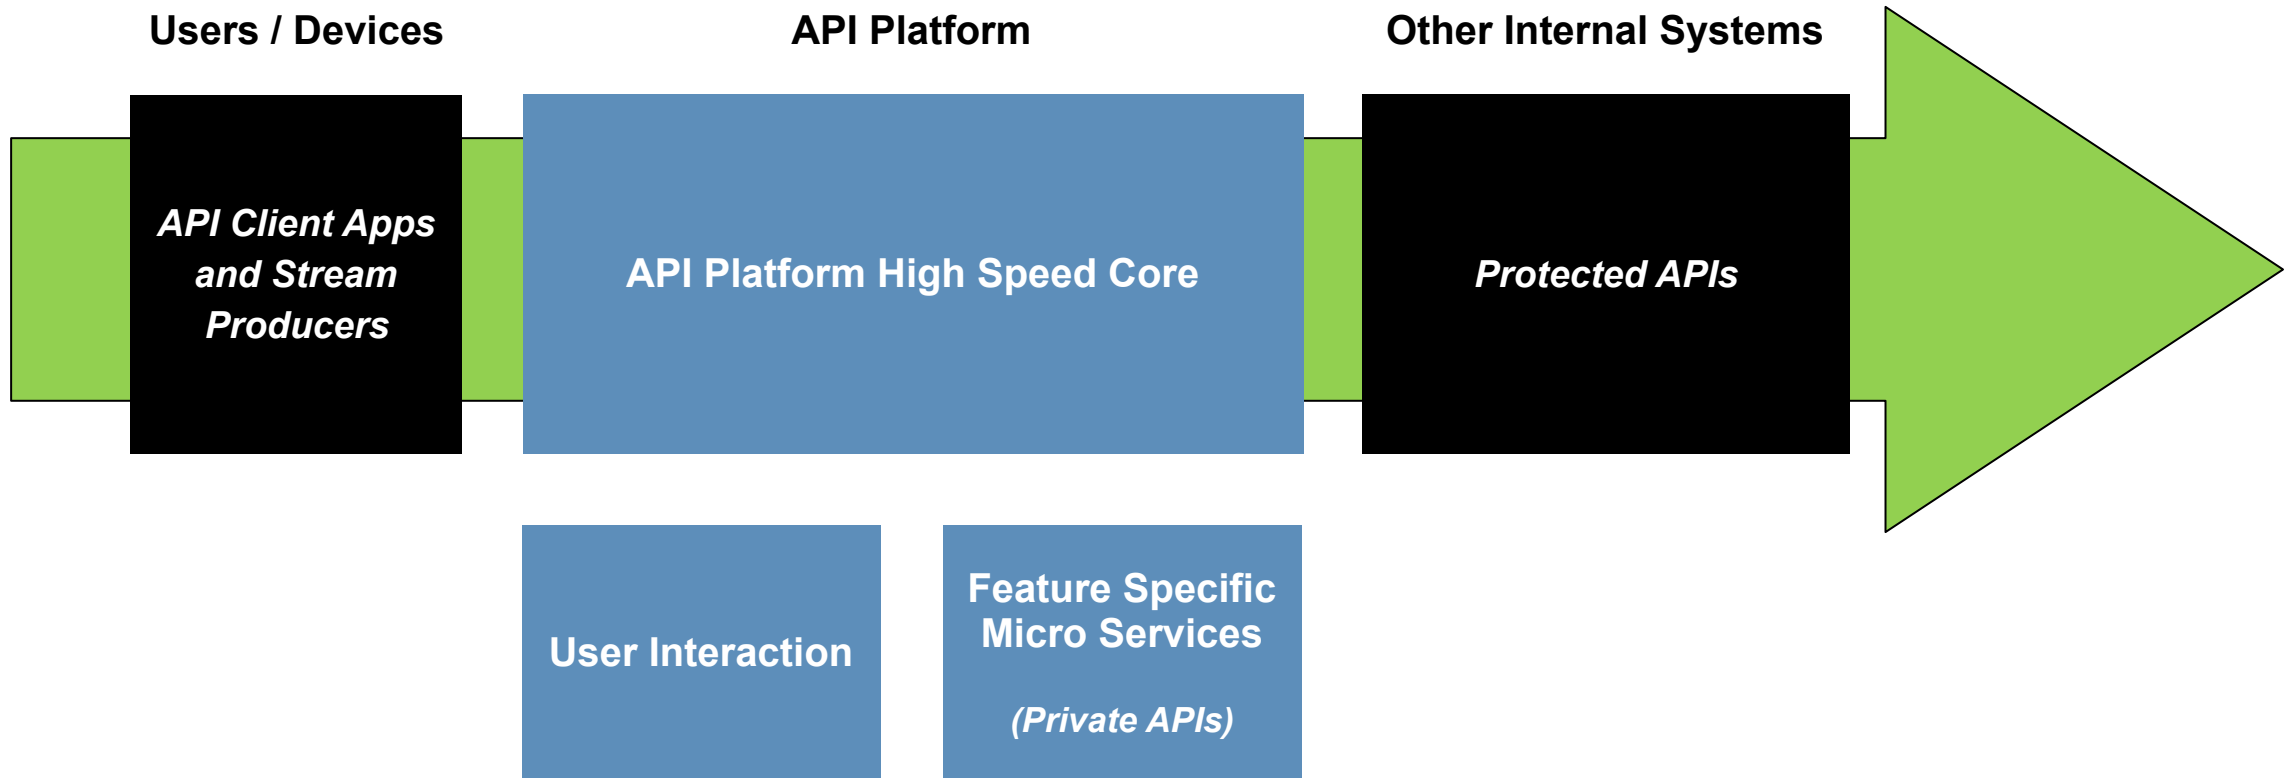 Users / Devices
API Platform
Other Internal Systems
API Client Apps
and Stream
Producers
API Platform High Speed Core
Protected APIs
User Interaction
Feature Specific
Micro Services
(Private APIs)